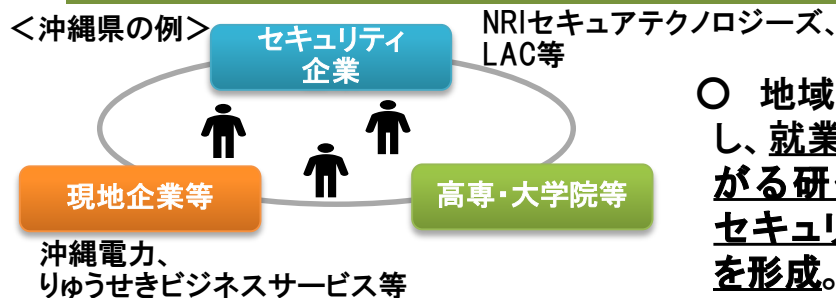 <沖縄県の例>
セキュリティ
企業
NRIセキュアテクノロジーズ、
LAC等
現地企業等
高専・大学院等
沖縄電力、
りゅうせきビジネスサービス等
○ 地域
し、就業
がる研
セキュリ
を形成。